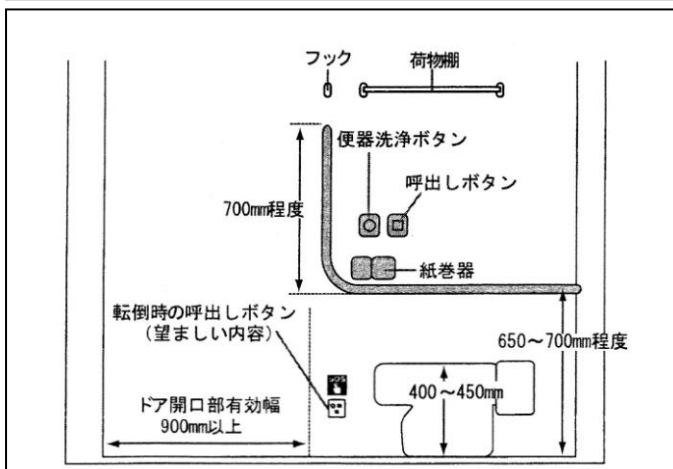 フック
荷物棚
便器洗浄ボタン
呼出しボタン
700mm程度
紙巻器
転倒時の呼出しボタン
（望ましい内容）
650～700mm程度
400～450mm
ドア開口部有効幅
900mm以上